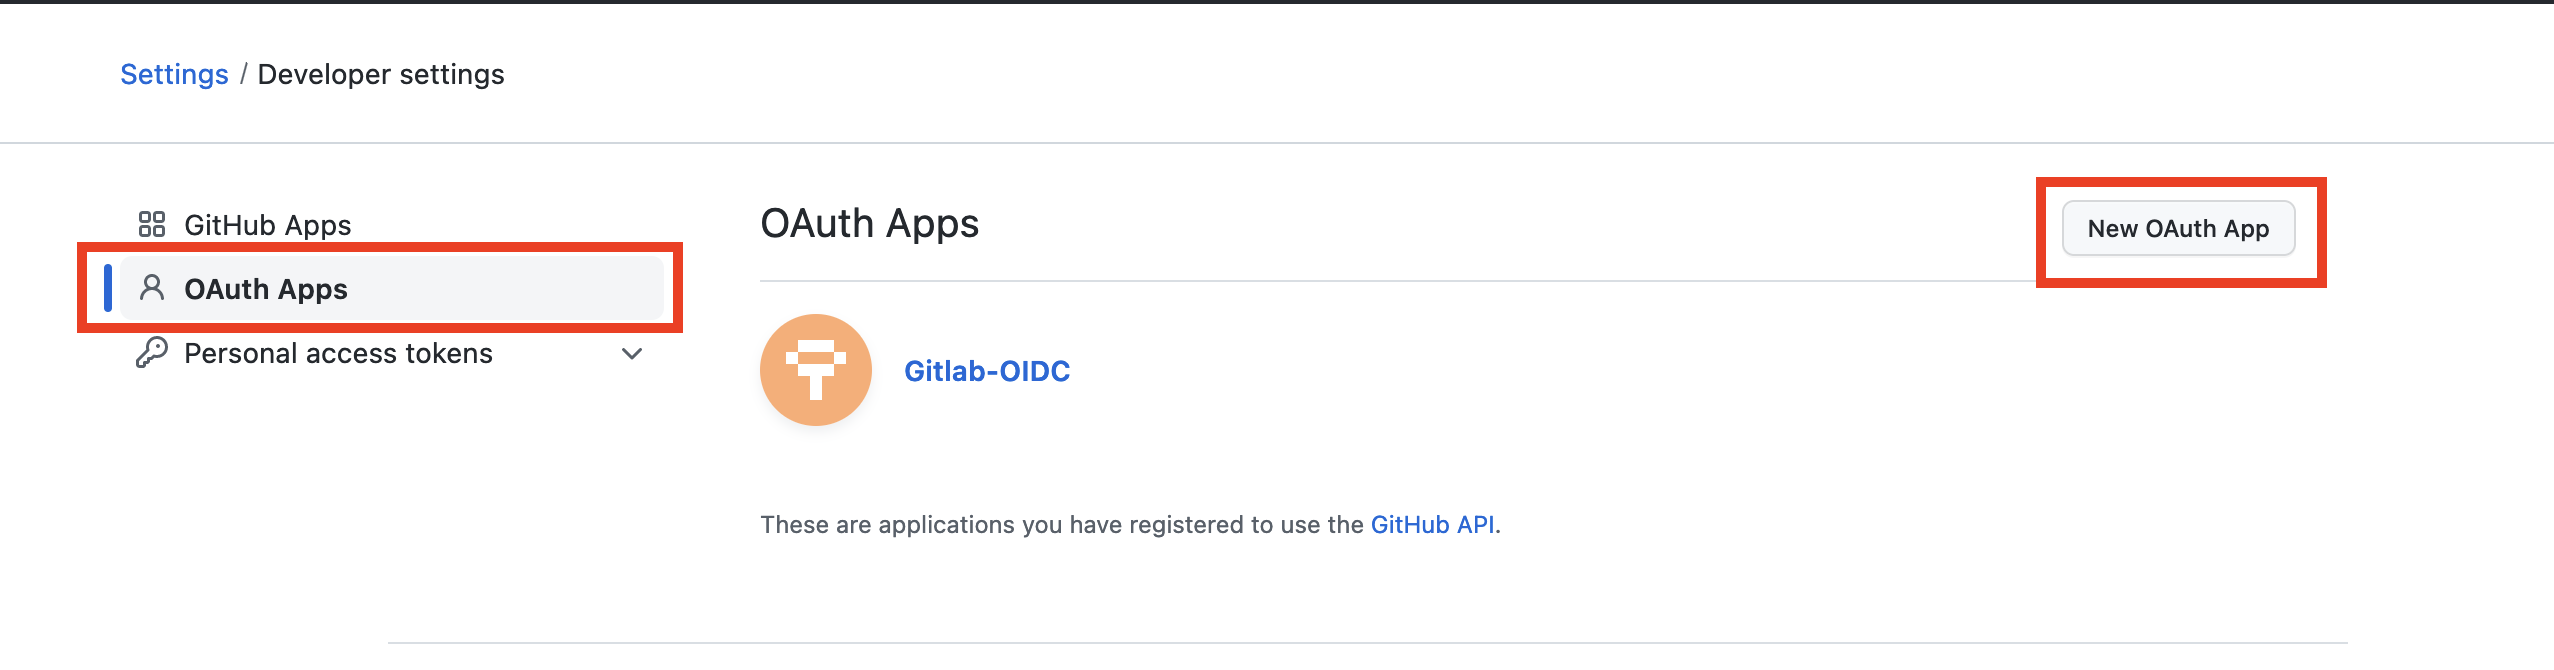 Settings / Developer settings
GitHub Apps
OAuth Apps
Personal access tokens
OAuth Apps
New OAuth App
Gitlab-OIDC
These are applications you have registered to use the GitHub API.